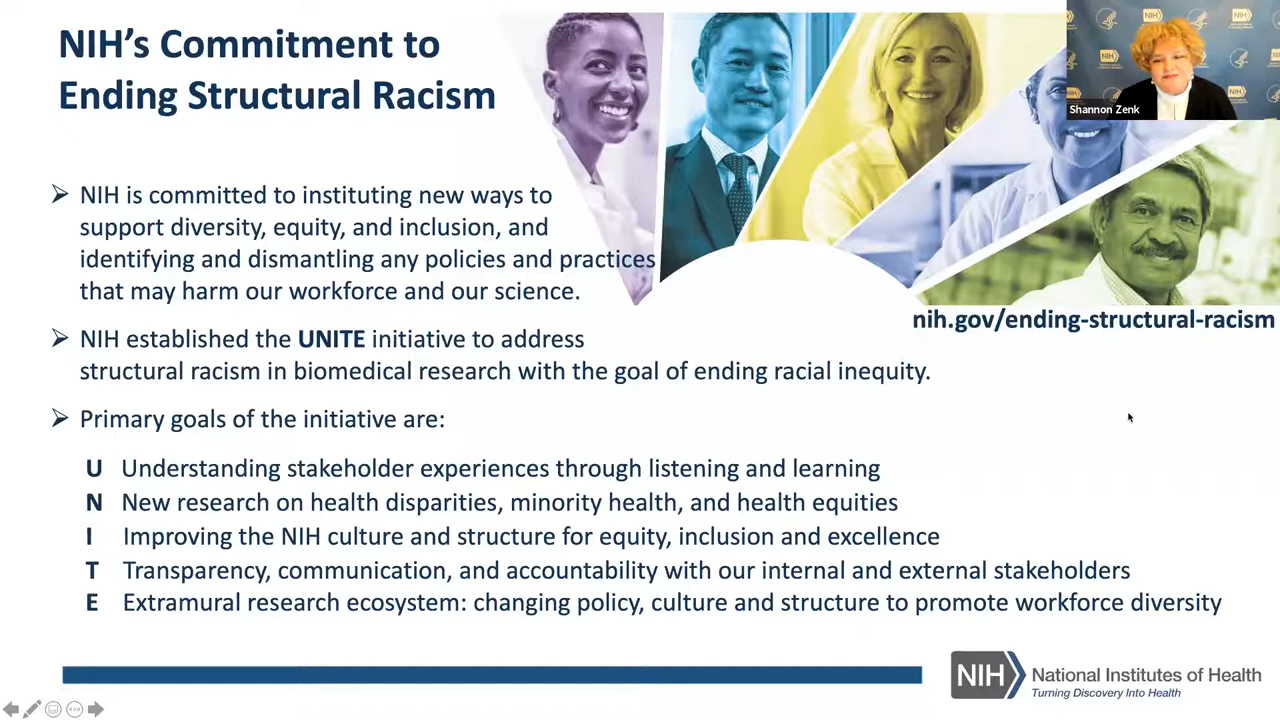 NIH's Commitment to
Ending Structural Racism
Shannon Zenk
NIH
NIH
NIH
NIH
➢ NIH is committed to instituting new ways to
support diversity, equity, and inclusion, and
identifying and dismantling any policies and practices
that may harm our workforce and our science.
nih.gov/ending-structural-racism
➢ NIH established the UNITE initiative to address
structural racism in biomedical research with the goal of ending racial inequity.
➢ Primary goals of the initiative are:
U Understanding stakeholder experiences through listening and learning
N New research on health disparities, minority health, and health equities
I Improving the NIH culture and structure for equity, inclusion and excellence
T Transparency, communication, and accountability with our internal and external stakeholders
E Extramural research ecosystem: changing policy, culture and structure to promote workforce diversity
NIH National Institutes of Health
Turning Discovery Into Health